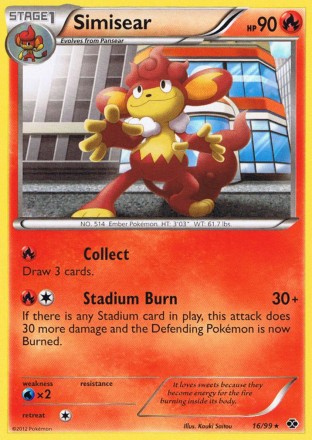 STAGE1
Simisear
HP 90
Evolves from Pansear
NO. 514 Ember Pokémon. HT: 3'03" WT: 61.7 lbs.
Collect
Draw 3 cards.
Stadium Burn 30+
If there is any Stadium card in play, this attack does
30 more damage and the Defending Pokémon is now
Burned.
weakness resistance
×2
retreat
It loves sweets because they
become energy for the fire
burning inside its body.
Illus. Kouki Saitou 16/99 ★
©2012 Pokémon